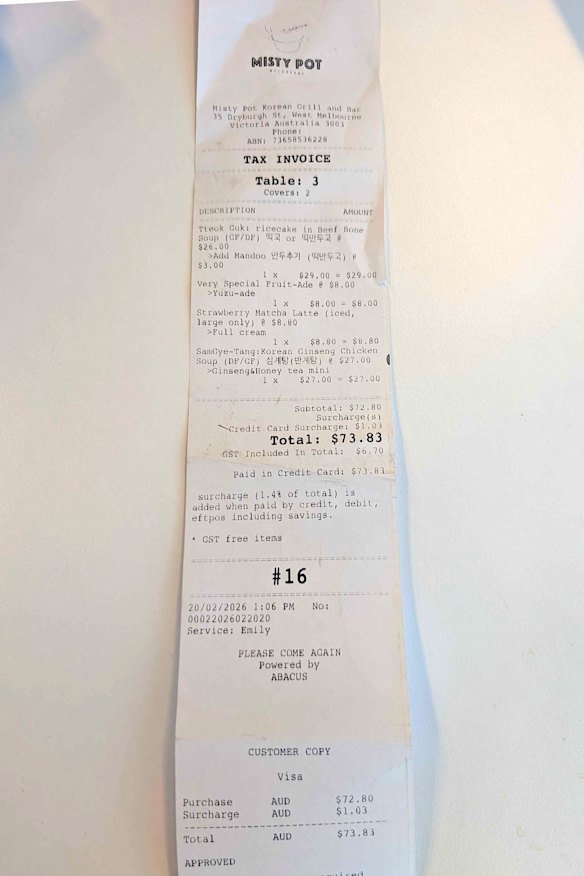 MISTY POT
MELBOURNE
Misty Pot Korean Grill and Bar
35 Dryburgh St, West Melbourne
Victoria Australia 3003
Phone:
ABN: 73658536228
TAX INVOICE
Table: 3
Covers: 2
DESCRIPTION AMOUNT
Tteok Guk: ricecake in Beef Bone
Soup (GF/DF) 떡국 or 떡만두국 @
$26.00
>Add Mandoo 만두추가 (떡만두국) @
$3.00
1 x $29.00 = $29.00
Very Special Fruit-Ade @ $8.00
>Yuzu-ade
1 x $8.00 = $8.00
Strawberry Matcha Latte (iced,
large only) @ $8.80
>Full cream
1 x $8.80 = $8.80
SamGye-Tang:Korean Ginseng Chicken
Soup (DF/GF) 삼계탕(반계탕) @ $27.00
>Ginseng&Honey tea mini
1 x $27.00 = $27.00
Subtotal: $72.80
Surcharge(s)
Credit Card Surcharge: $1.03
Total: $73.83
GST Included In Total: $6.70
Paid in Credit Card: $73.83
surcharge (1.4% of total) is
added when paid by credit, debit,
eftpos including savings.
* GST free items
#16
20/02/2026 1:06 PM No:
00022026022020
Service: Emily
PLEASE COME AGAIN
Powered by
ABACUS
CUSTOMER COPY
Visa
Purchase AUD $72.80
Surcharge AUD $1.03
Total AUD $73.83
APPROVED